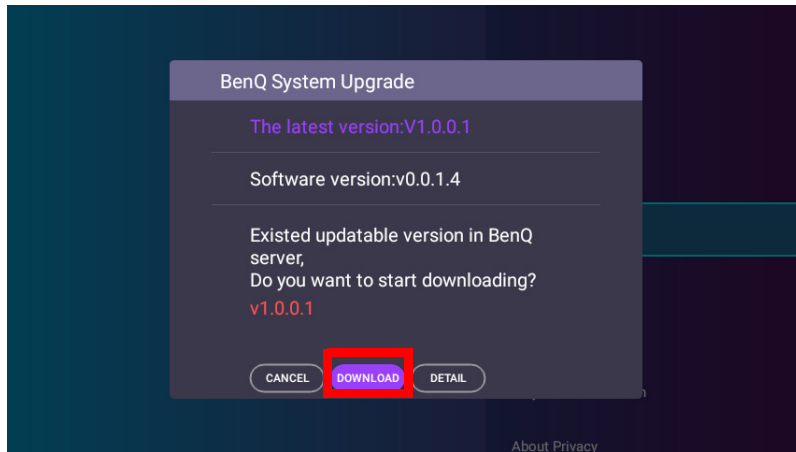 BenQ System Upgrade
The latest version:V1.0.0.1
Software version:v0.0.1.4
Existed updatable version in BenQ
server,
Do you want to start downloading?
v1.0.0.1
CANCEL DOWNLOAD DETAIL
About Privacy